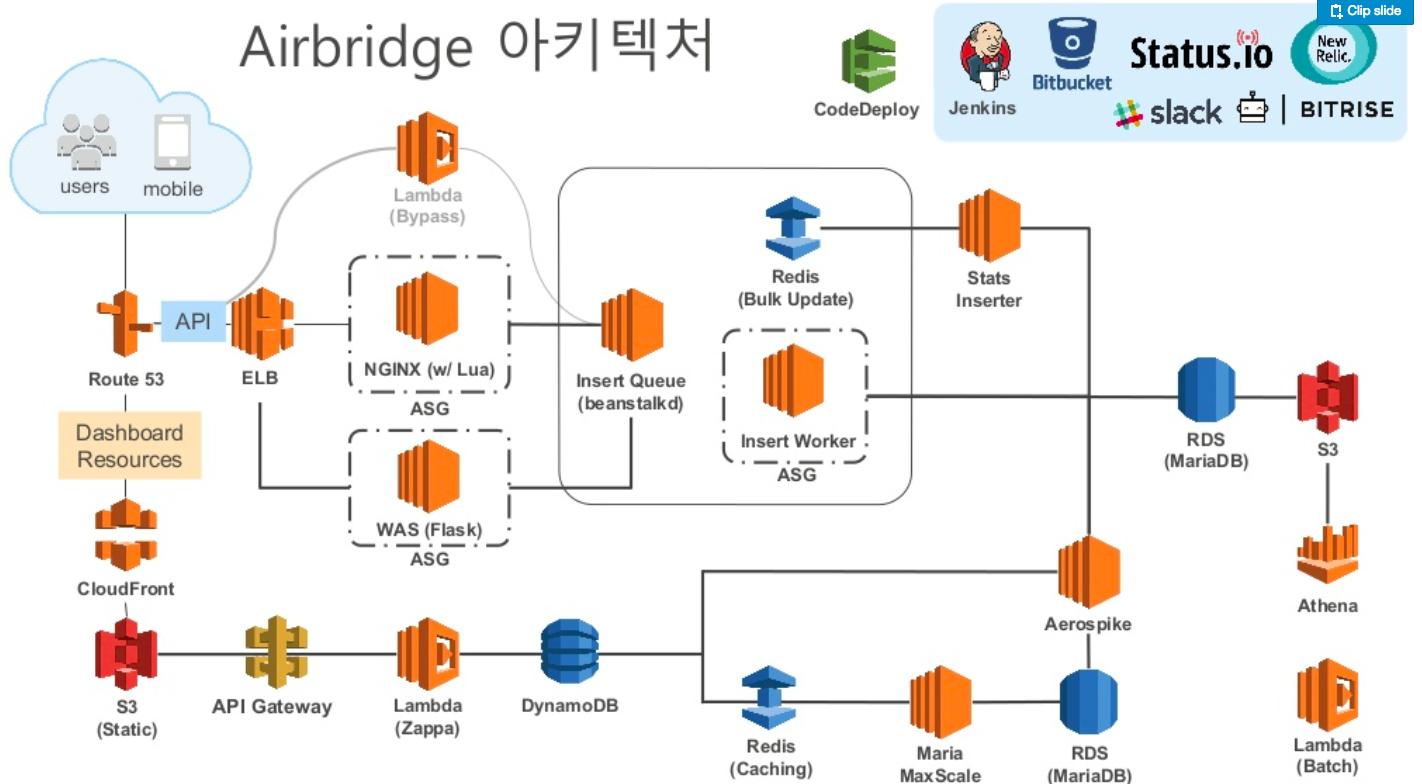 Clip slide
Airbridge 아키텍처
CodeDeploy
Jenkins
Bitbucket
Status.io
New
Relic.
slack
BITRISE
users
mobile
Lambda
(Bypass)
Redis
(Bulk Update)
Stats
Inserter
Route 53
API
ELB
NGINX (w/ Lua)
ASG
Insert Queue
(beanstalkd)
Insert Worker
ASG
RDS
(MariaDB)
S3
Dashboard
Resources
WAS (Flask)
ASG
CloudFront
Aerospike
Athena
S3
(Static)
API Gateway
Lambda
(Zappa)
DynamoDB
Redis
(Caching)
Maria
MaxScale
RDS
(MariaDB)
Lambda
(Batch)